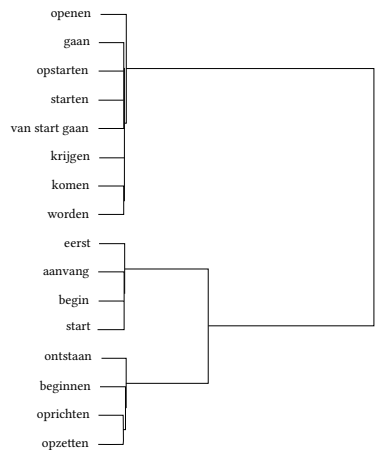 openen
gaan
opstarten
starten
van start gaan
krijgen
komen
worden
eerst
aanvang
begin
start
ontstaan
beginnen
oprichten
opzetten